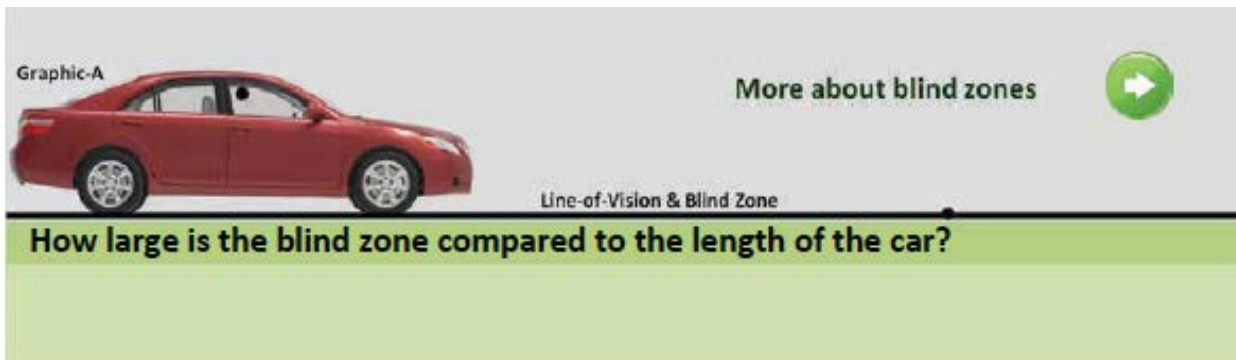 Graphic-A
More about blind zones
Line-of-Vision & Blind Zone
How large is the blind zone compared to the length of the car?